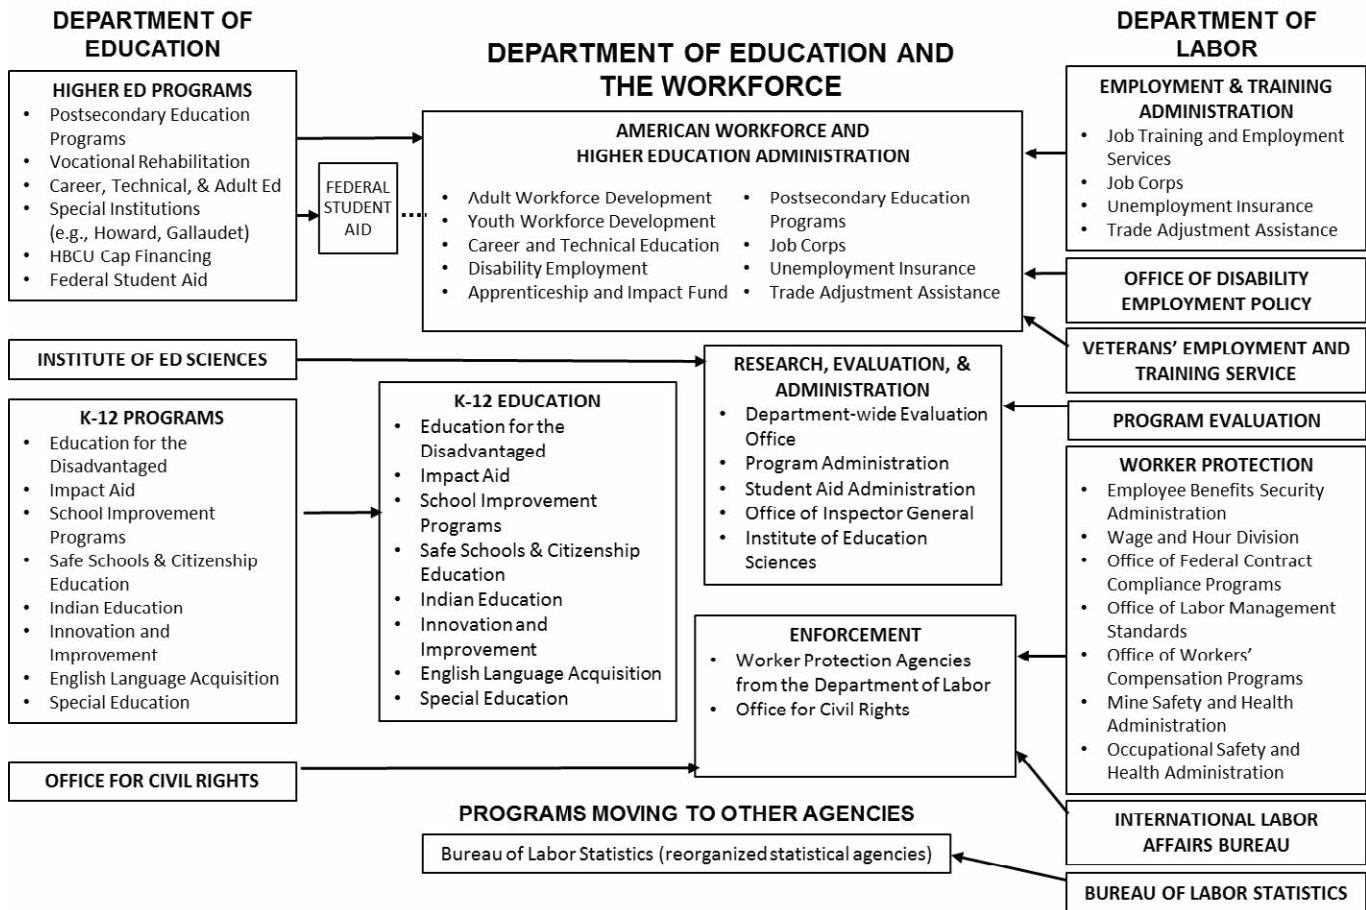 DEPARTMENT OF
EDUCATION
HIGHER ED PROGRAMS
• Postsecondary Education
Programs
• Vocational Rehabilitation
• Career, Technical, & Adult Ed
• Special Institutions
(e.g., Howard, Gallaudet)
• HBCU Cap Financing
• Federal Student Aid
INSTITUTE OF ED SCIENCES
K-12 PROGRAMS
• Education for the
Disadvantaged
• Impact Aid
• School Improvement
Programs
• Safe Schools & Citizenship
Education
• Indian Education
• Innovation and
Improvement
• English Language Acquisition
• Special Education
OFFICE FOR CIVIL RIGHTS
DEPARTMENT OF EDUCATION AND
THE WORKFORCE
FEDERAL
STUDENT
AID
AMERICAN WORKFORCE AND
HIGHER EDUCATION ADMINISTRATION
• Adult Workforce Development
• Youth Workforce Development
• Career and Technical Education
• Disability Employment
• Apprenticeship and Impact Fund
• Postsecondary Education
Programs
• Job Corps
• Unemployment Insurance
• Trade Adjustment Assistance
K-12 EDUCATION
• Education for the
Disadvantaged
• Impact Aid
• School Improvement
Programs
• Safe Schools & Citizenship
Education
• Indian Education
• Innovation and
Improvement
• English Language Acquisition
• Special Education
RESEARCH, EVALUATION, &
ADMINISTRATION
• Department-wide Evaluation
Office
• Program Administration
• Student Aid Administration
• Office of Inspector General
• Institute of Education
Sciences
ENFORCEMENT
• Worker Protection Agencies
from the Department of Labor
• Office for Civil Rights
PROGRAMS MOVING TO OTHER AGENCIES
Bureau of Labor Statistics (reorganized statistical agencies)
DEPARTMENT OF
LABOR
EMPLOYMENT & TRAINING
ADMINISTRATION
• Job Training and Employment
Services
• Job Corps
• Unemployment Insurance
• Trade Adjustment Assistance
OFFICE OF DISABILITY
EMPLOYMENT POLICY
VETERANS' EMPLOYMENT AND
TRAINING SERVICE
PROGRAM EVALUATION
WORKER PROTECTION
• Employee Benefits Security
Administration
• Wage and Hour Division
• Office of Federal Contract
Compliance Programs
• Office of Labor Management
Standards
• Office of Workers'
Compensation Programs
• Mine Safety and Health
Administration
• Occupational Safety and
Health Administration
INTERNATIONAL LABOR
AFFAIRS BUREAU
BUREAU OF LABOR STATISTICS